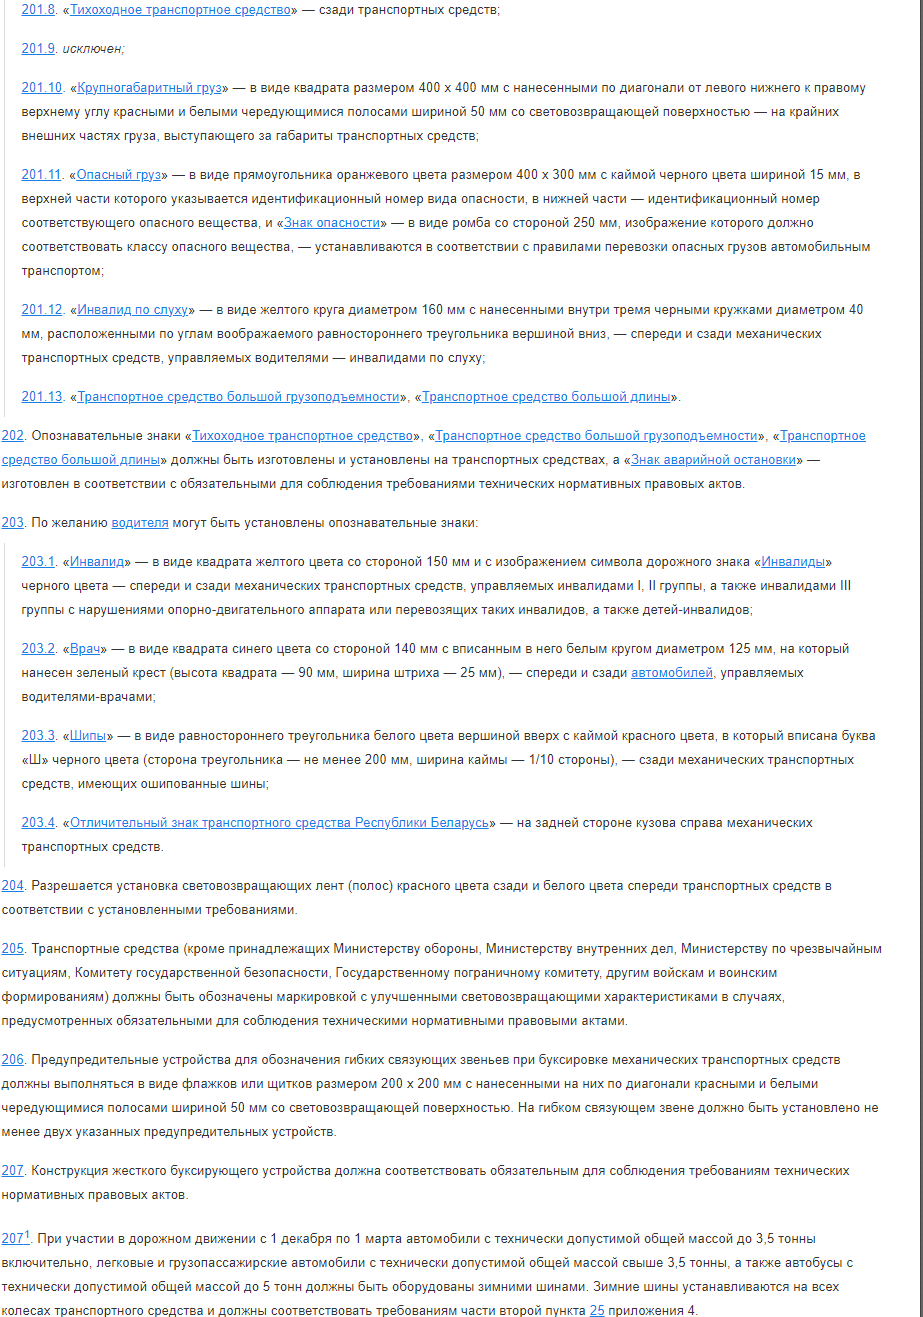 201.8. «Тихоходное транспортное средство» — сзади транспортных средств;
201.9. исключен;
201.10. «Крупногабаритный груз» — в виде квадрата размером 400 х 400 мм с нанесенными по диагонали от левого нижнего к правому
верхнему углу красными и белыми чередующимися полосами шириной 50 мм со световозвращающей поверхностью — на крайних
внешних частях груза, выступающего за габариты транспортных средств;
201.11. «Опасный груз» — в виде прямоугольника оранжевого цвета размером 400 х 300 мм с каймой черного цвета шириной 15 мм, в
верхней части которого указывается идентификационный номер вида опасности, в нижней части — идентификационный номер
соответствующего опасного вещества, и «Знак опасности» — в виде ромба со стороной 250 мм, изображение которого должно
соответствовать классу опасного вещества, — устанавливаются в соответствии с правилами перевозки опасных грузов автомобильным
транспортом;
201.12. «Инвалид по слуху» — в виде желтого круга диаметром 160 мм с нанесенными внутри тремя черными кружками диаметром 40
мм, расположенными по углам воображаемого равностороннего треугольника вершиной вниз, — спереди и сзади механических
транспортных средств, управляемых водителями — инвалидами по слуху;
201.13. «Транспортное средство большой грузоподъемности», «Транспортное средство большой длины».
202. Опознавательные знаки «Тихоходное транспортное средство», «Транспортное средство большой грузоподъемности», «Транспортное
средство большой длины» должны быть изготовлены и установлены на транспортных средствах, а «Знак аварийной остановки» —
изготовлен в соответствии с обязательными для соблюдения требованиями технических нормативных правовых актов.
203. По желанию водителя могут быть установлены опознавательные знаки:
203.1. «Инвалид» — в виде квадрата желтого цвета со стороной 150 мм и с изображением символа дорожного знака «Инвалиды»
черного цвета — спереди и сзади механических транспортных средств, управляемых инвалидами I, II группы, а также инвалидами III
группы с нарушениями опорно-двигательного аппарата или перевозящих таких инвалидов, а также детей-инвалидов;
203.2. «Врач» — в виде квадрата синего цвета со стороной 140 мм с вписанным в него белым кругом диаметром 125 мм, на который
нанесен зеленый крест (высота квадрата — 90 мм, ширина штриха — 25 мм), — спереди и сзади автомобилей, управляемых
водителями-врачами;
203.3. «Шипы» — в виде равностороннего треугольника белого цвета вершиной вверх с каймой красного цвета, в который вписана буква
«Ш» черного цвета (сторона треугольника — не менее 200 мм, ширина каймы — 1/10 стороны), — сзади механических транспортных
средств, имеющих ошипованные шины;
203.4. «Отличительный знак транспортного средства Республики Беларусь» — на задней стороне кузова справа механических
транспортных средств.
204. Разрешается установка световозвращающих лент (полос) красного цвета сзади и белого цвета спереди транспортных средств в
соответствии с установленными требованиями.
205. Транспортные средства (кроме принадлежащих Министерству обороны, Министерству внутренних дел, Министерству по чрезвычайным
ситуациям, Комитету государственной безопасности, Государственному пограничному комитету, другим войскам и воинским
формированиям) должны быть обозначены маркировкой с улучшенными световозвращающими характеристиками в случаях,
предусмотренных обязательными для соблюдения техническими нормативными правовыми актами.
206. Предупредительные устройства для обозначения гибких связующих звеньев при буксировке механических транспортных средств
должны выполняться в виде флажков или щитков размером 200 х 200 мм с нанесенными на них по диагонали красными и белыми
чередующимися полосами шириной 50 мм со световозвращающей поверхностью. На гибком связующем звене должно быть установлено не
менее двух указанных предупредительных устройств.
207. Конструкция жесткого буксирующего устройства должна соответствовать обязательным для соблюдения требованиям технических
нормативных правовых актов.
207¹. При участии в дорожном движении с 1 декабря по 1 марта автомобили с технически допустимой общей массой до 3,5 тонны
включительно, легковые и грузопассажирские автомобили с технически допустимой общей массой свыше 3,5 тонны, а также автобусы с
технически допустимой общей массой до 5 тонн должны быть оборудованы зимними шинами. Зимние шины устанавливаются на всех
колесах транспортного средства и должны соответствовать требованиям части второй пункта 25 приложения 4.